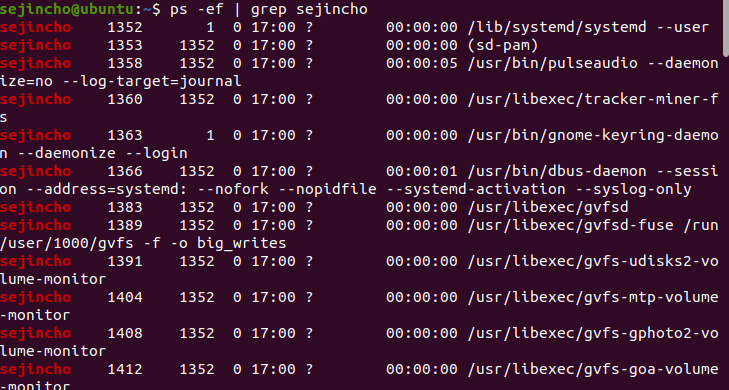 sejincho@ubuntu:~$ ps -ef | grep sejincho
sejincho    1352       1  0 17:00 ?        00:00:00 /lib/systemd/systemd --user
sejincho    1353    1352  0 17:00 ?        00:00:00 (sd-pam)
sejincho    1358    1352  0 17:00 ?        00:00:05 /usr/bin/pulseaudio --daemon
ize=no --log-target=journal
sejincho    1360    1352  0 17:00 ?        00:00:00 /usr/libexec/tracker-miner-f
s
sejincho    1363       1  0 17:00 ?        00:00:00 /usr/bin/gnome-keyring-daemo
n --daemonize --login
sejincho    1366    1352  0 17:00 ?        00:00:01 /usr/bin/dbus-daemon --sessi
on --address=systemd: --nofork --nopidfile --systemd-activation --syslog-only
sejincho    1383    1352  0 17:00 ?        00:00:00 /usr/libexec/gvfsd
sejincho    1389    1352  0 17:00 ?        00:00:00 /usr/libexec/gvfsd-fuse /run
/user/1000/gvfs -f -o big_writes
sejincho    1391    1352  0 17:00 ?        00:00:00 /usr/libexec/gvfs-udisks2-vo
lume-monitor
sejincho    1404    1352  0 17:00 ?        00:00:00 /usr/libexec/gvfs-mtp-volume
-monitor
sejincho    1408    1352  0 17:00 ?        00:00:00 /usr/libexec/gvfs-gphoto2-vo
lume-monitor
sejincho    1412    1352  0 17:00 ?        00:00:00 /usr/libexec/gvfs-goa-volume
-monitor